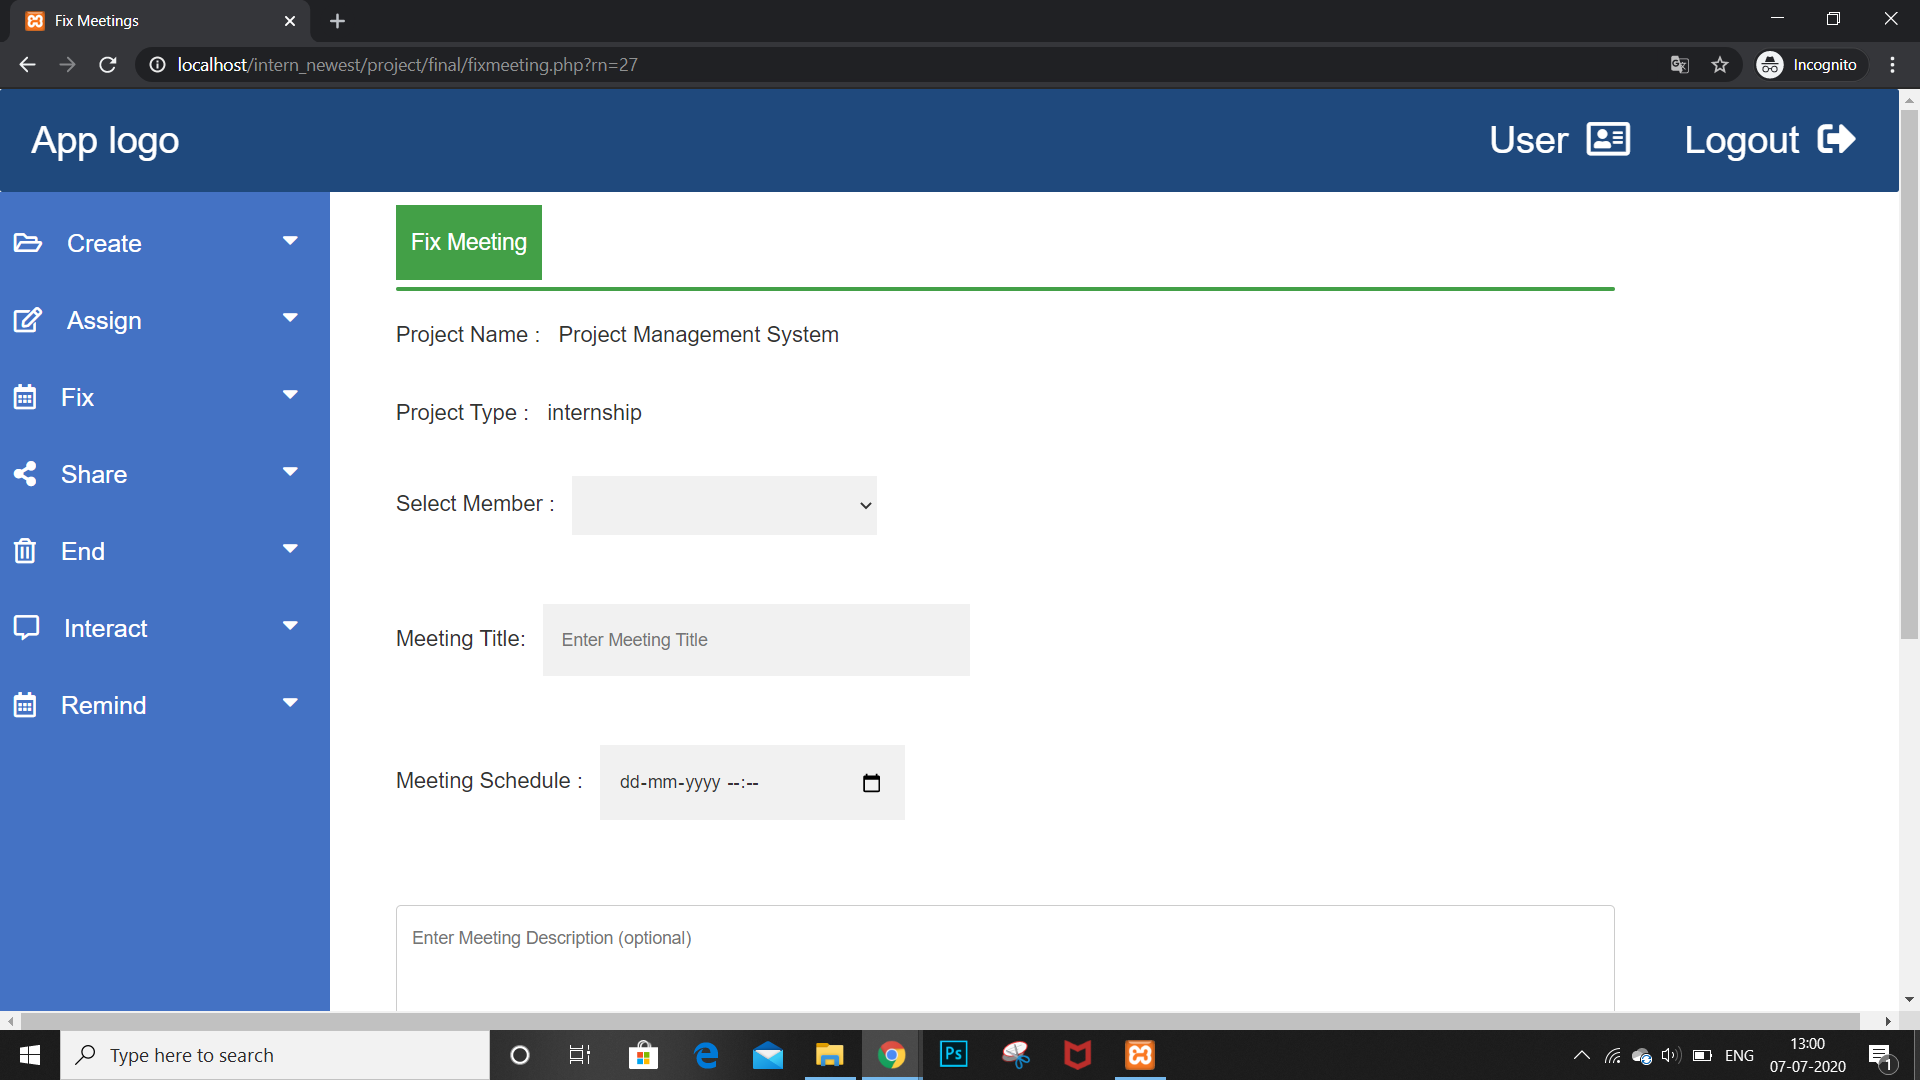 Fix Meetings
localhost/intern_newest/project/final/fixmeeting.php?rn=27
Incognito
App logo
User
Logout
Create
Assign
Fix
Share
End
Interact
Remind
Fix Meeting
Project Name : Project Management System
Project Type : internship
Select Member :
Meeting Title: Enter Meeting Title
Meeting Schedule : dd-mm-yyyy --:--
Enter Meeting Description (optional)
Type here to search
Ps
ENG
13:00
07-07-2020
1